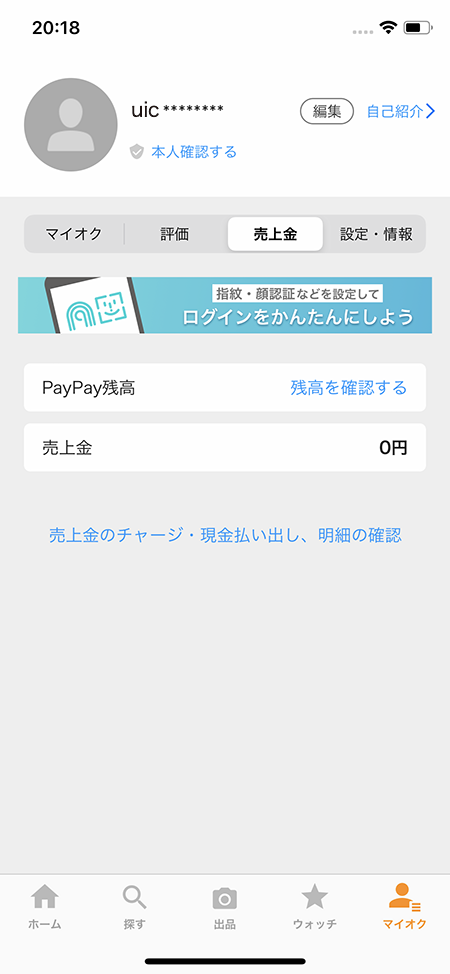 20:18
uic ********
編集
自己紹介
本人確認する
マイオク
評価
売上金
設定・情報
指紋・顔認証などを設定して
ログインをかんたんにしよう
PayPay残高
残高を確認する
売上金
0円
売上金のチャージ・現金払い出し、明細の確認
ホーム
探す
出品
ウォッチ
マイオク